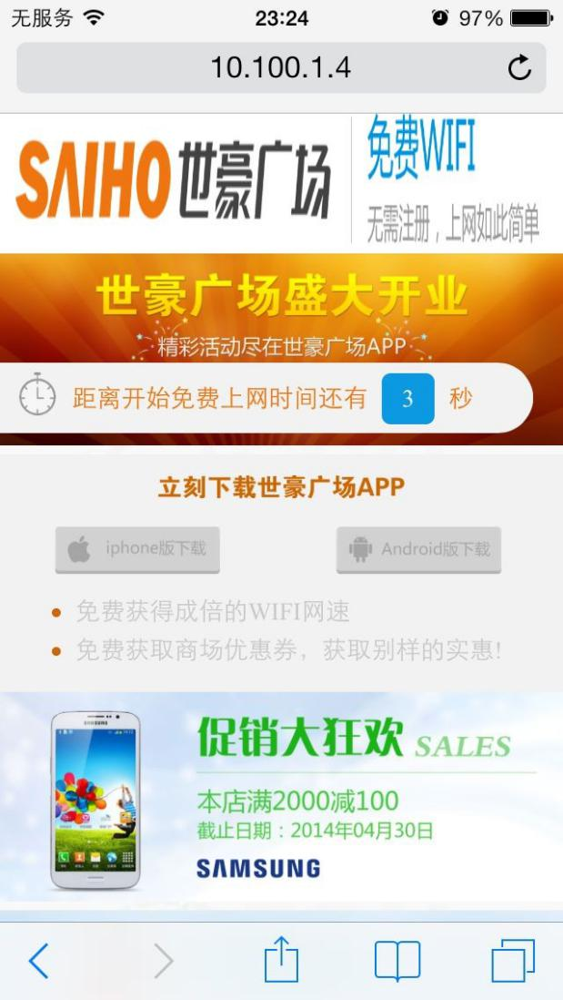 无服务 23:24 97%
10.100.1.4
SAIHO世豪广场
免费WIFI
无需注册，上网如此简单
世豪广场盛大开业
精彩活动尽在世豪广场APP
距离开始免费上网时间还有 3 秒
立刻下载世豪广场APP
iphone版下载 Android版下载
免费获得成倍的WIFI网速
免费获取商场优惠券，获取别样的实惠!
促销大狂欢 SALES
本店满2000减100
截止日期：2014年04月30日
SAMSUNG